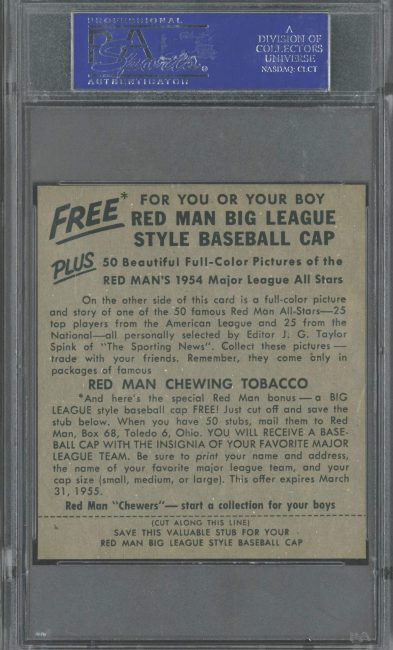 PROFESSIONAL
PSA
Sports
AUTHENTICATOR
®
A
DIVISION OF
COLLECTORS
UNIVERSE
NASDAQ: CLCT
FREE* FOR YOU OR YOUR BOY
RED MAN BIG LEAGUE
STYLE BASEBALL CAP
PLUS 50 Beautiful Full-Color Pictures of the
RED MAN'S 1954 Major League All Stars
On the other side of this card is a full-color picture
and story of one of the 50 famous Red Man All-Stars—25
top players from the American League and 25 from the
National—all personally selected by Editor J. G. Taylor
Spink of "The Sporting News". Collect these pictures—
trade with your friends. Remember, they come only in
packages of famous
RED MAN CHEWING TOBACCO
*And here's the special Red Man bonus—a BIG
LEAGUE style baseball cap FREE! Just cut off and save the
stub below. When you have 50 stubs, mail them to Red
Man, Box 68, Toledo 6, Ohio. YOU WILL RECEIVE A BASE-
BALL CAP WITH THE INSIGNIA OF YOUR FAVORITE MAJOR
LEAGUE TEAM. Be sure to print your name and address,
the name of your favorite major league team, and your
cap size (small, medium, or large). This offer expires March
31, 1955.
Red Man "Chewers"—start a collection for your boys
(CUT ALONG THIS LINE)
SAVE THIS VALUABLE STUB FOR YOUR
RED MAN BIG LEAGUE STYLE BASEBALL CAP